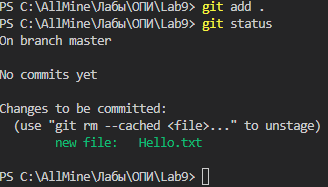 PS C:\AllMine\Лабы\ОПИ\Lab9> git add .
PS C:\AllMine\Лабы\ОПИ\Lab9> git status
On branch master

No commits yet

Changes to be committed:
  (use "git rm --cached <file>..." to unstage)
        new file:   Hello.txt

PS C:\AllMine\Лабы\ОПИ\Lab9>